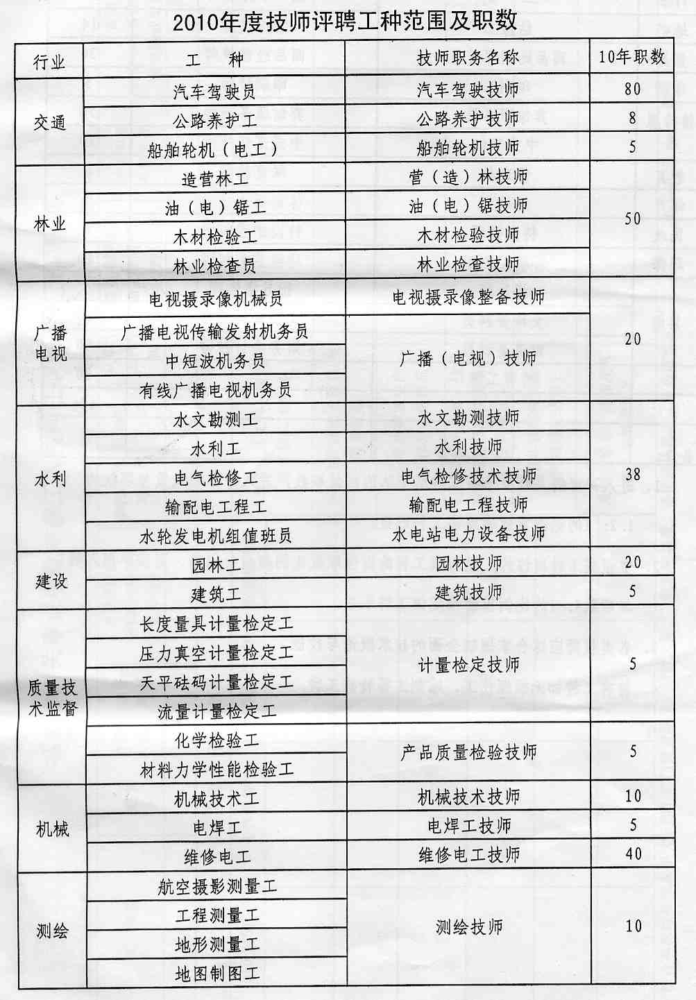 2010年度技师评聘工种范围及职数
行业 工 种 技师职务名称 10年职数
交通 汽车驾驶员 汽车驾驶技师 80
公路养护工 公路养护技师 8
船舶轮机（电工） 船舶轮机技师 5
林业 造营林工 营（造）林技师 50
油（电）锯工 油（电）锯技师
木材检验工 木材检验技师
林业检查员 林业检查技师
广播电视 电视摄录像机械员 电视摄录像整备技师 20
广播电视传输发射机务员 广播（电视）技师
中短波机务员
有线广播电视机务员
水利 水文勘测工 水文勘测技师 38
水利工 水利技师
电气检修工 电气检修技术技师
输配电工程工 输配电工程技师
水轮发电机组值班员 水电站电力设备技师
建设 园林工 园林技师 20
建筑工 建筑技师 5
质量技术监督 长度量具计量检定工 计量检定技师 5
压力真空计量检定工
天平砝码计量检定工
流量计量检定工
化学检验工 产品质量检验技师 5
材料力学性能检验工
机械 机械技术工 机械技术技师 10
电焊工 电焊工技师 5
维修电工 维修电工技师 40
测绘 航空摄影测量工 测绘技师 10
工程测量工
地形测量工
地图制图工